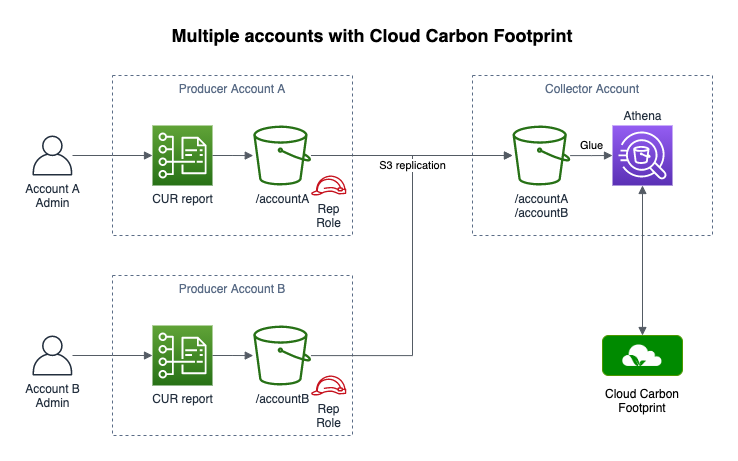 Multiple accounts with Cloud Carbon Footprint
Producer Account A
Collector Account
Athena
Glue
S3 replication
Account A
Admin
CUR report
/accountA
Rep
Role
/accountA
/accountB
Producer Account B
Account B
Admin
CUR report
/accountB
Rep
Role
Cloud Carbon
Footprint